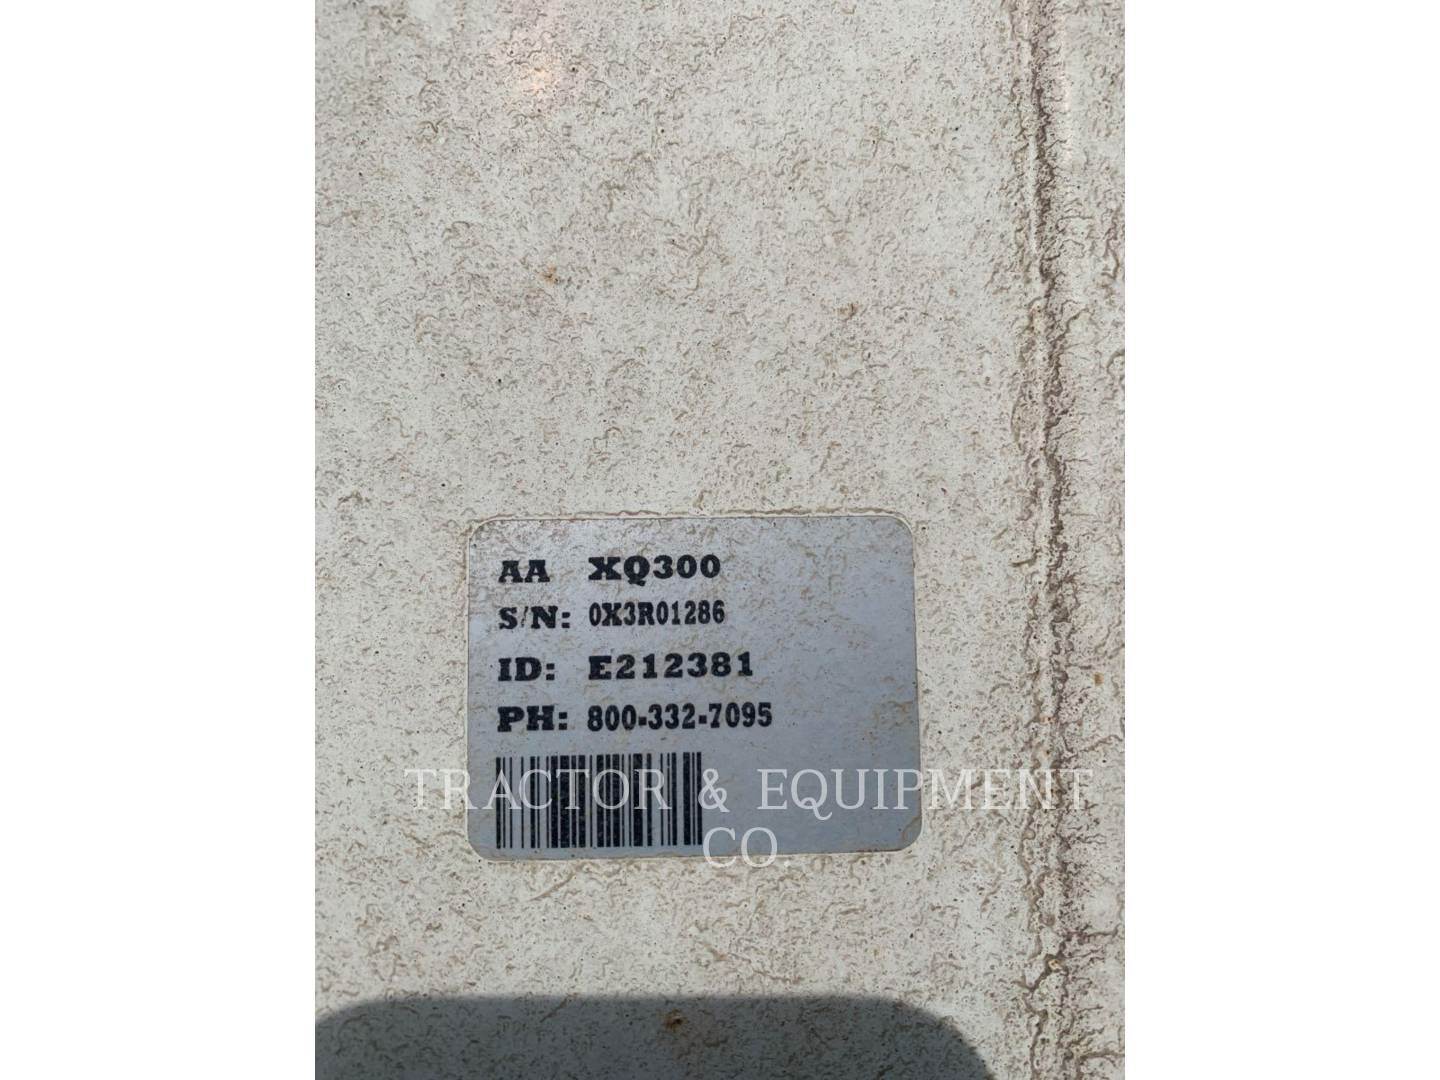 AA XQ300
S/N: 0X3R01286
ID: E212381
PH: 800-332-7095
TRACTOR & EQUIPMENT
CO.